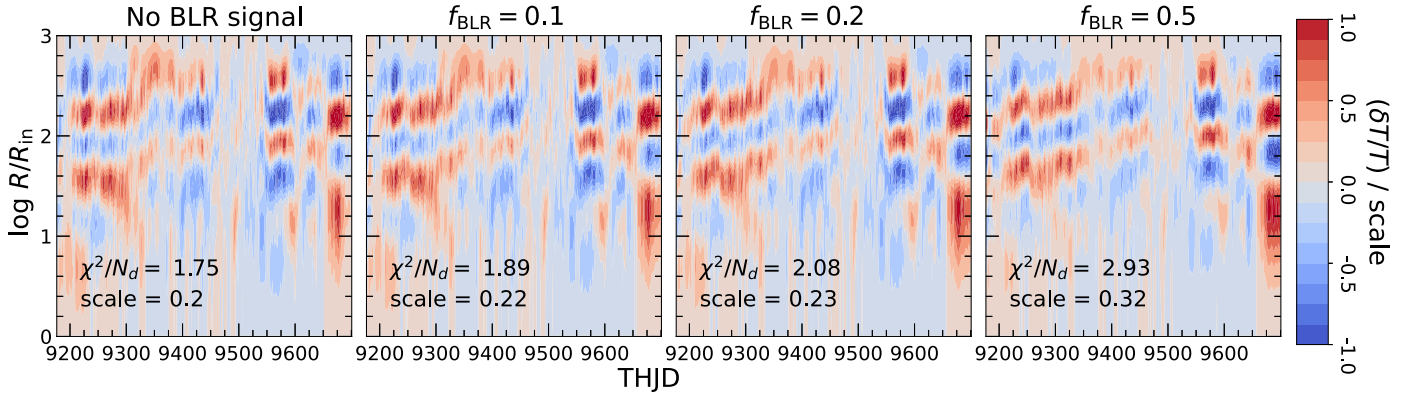 No BLR signal
f_BLR = 0.1
f_BLR = 0.2
f_BLR = 0.5
log R/R_in
3
2
1
0
χ²/N_d = 1.75
scale = 0.2
χ²/N_d = 1.89
scale = 0.22
χ²/N_d = 2.08
scale = 0.23
χ²/N_d = 2.93
scale = 0.32
9200 9300 9400 9500 9600
9200 9300 9400 9500 9600
9200 9300 9400 9500 9600
9200 9300 9400 9500 9600
THJD
1.0
0.5
0.0
-0.5
-1.0
(δT/T) / scale